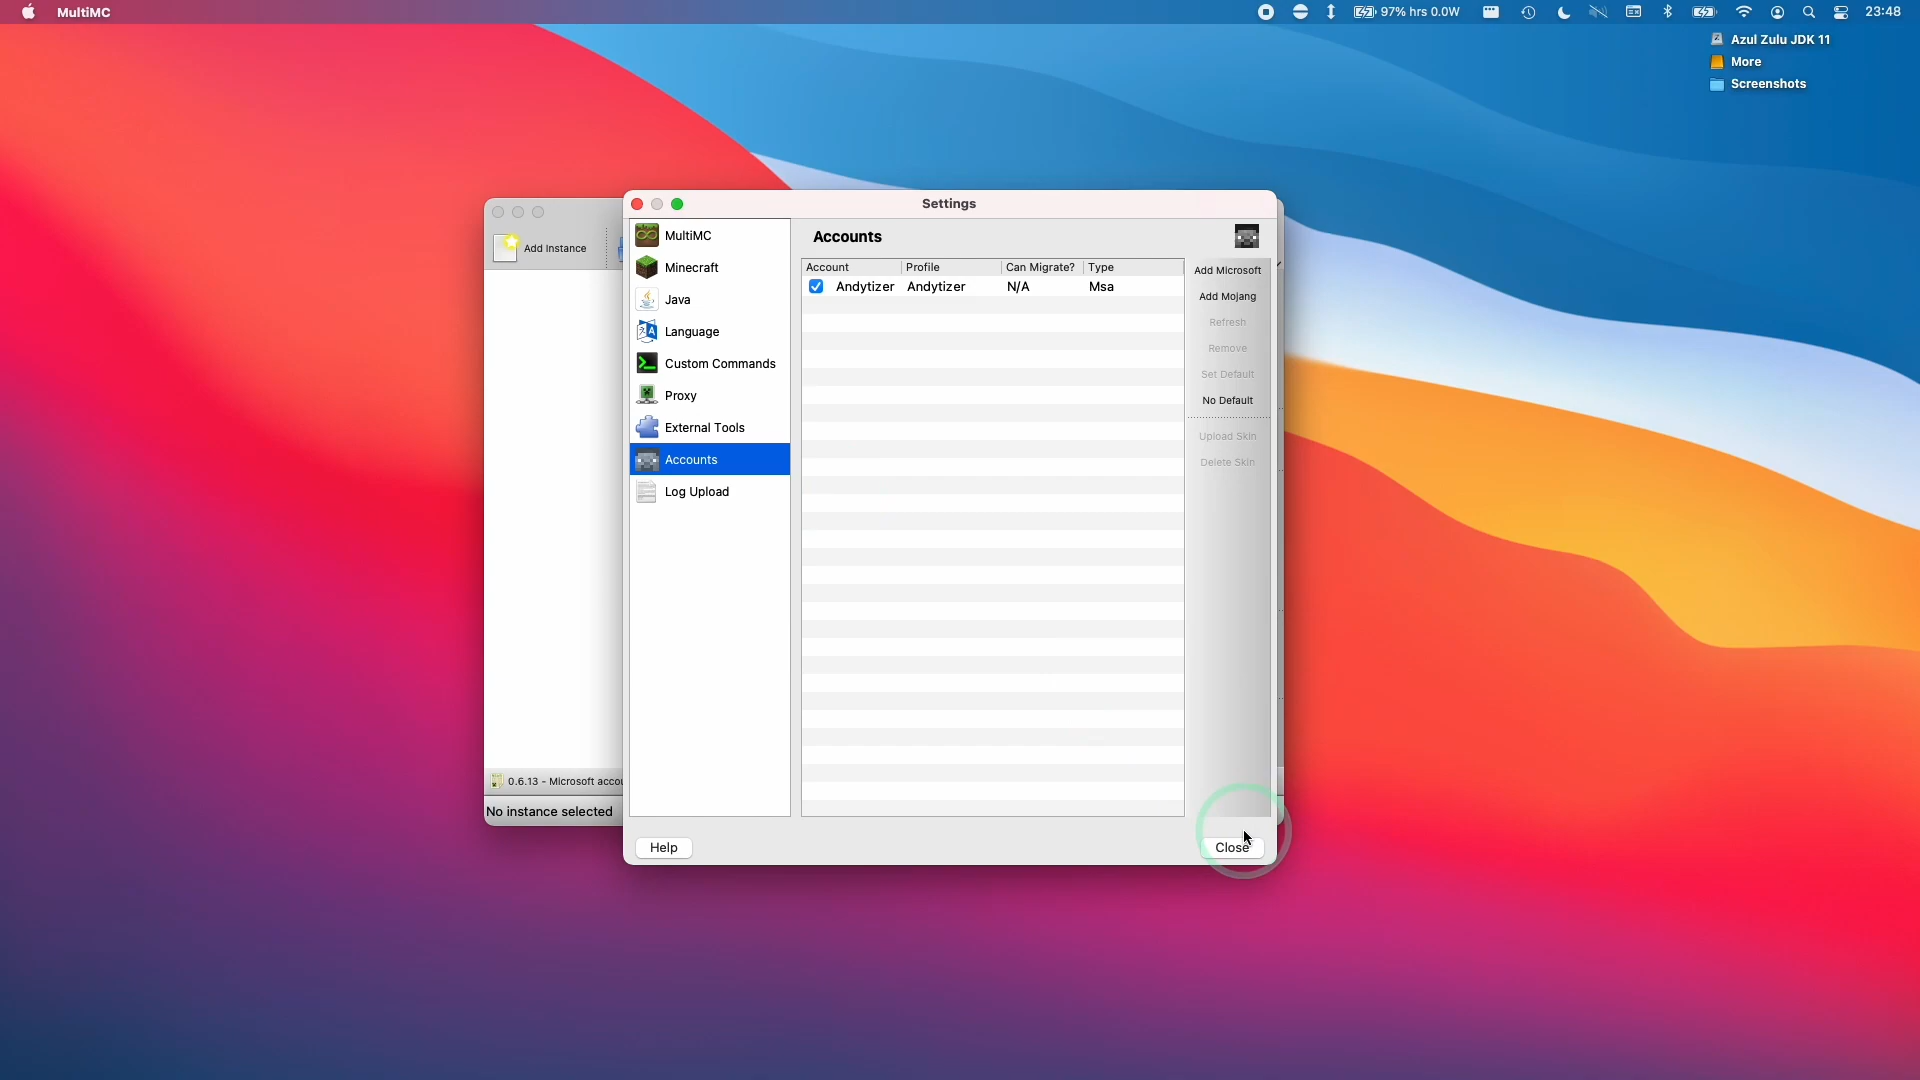 MultiMC
97% hrs 0.0W
23:48
Azul Zulu JDK 11
More
Screenshots
Settings
Add Instance
MultiMC
Minecraft
Java
Language
Custom Commands
Proxy
External Tools
Accounts
Log Upload
Accounts
Account Profile Can Migrate? Type
Andytizer Andytizer N/A Msa
Add Microsoft
Add Mojang
Refresh
Remove
Set Default
No Default
Upload Skin
Delete Skin
0.6.13 - Microsoft accou
No instance selected
Help
Close